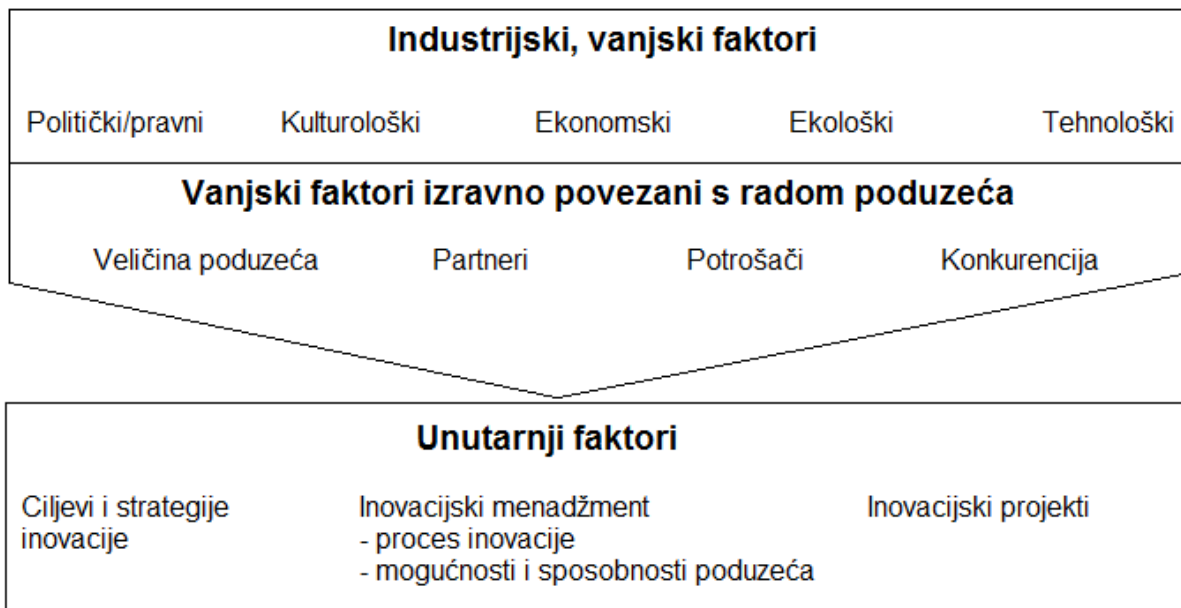 Industrijski, vanjski faktori
Politički/pravni Kulturološki Ekonomski Ekološki Tehnološki
Vanjski faktori izravno povezani s radom poduzeća
Veličina poduzeća Partneri Potrošači Konkurencija
Unutarnji faktori
Ciljevi i strategije Inovacijski menadžment Inovacijski projekti
inovacije - proces inovacije
- mogućnosti i sposobnosti poduzeća